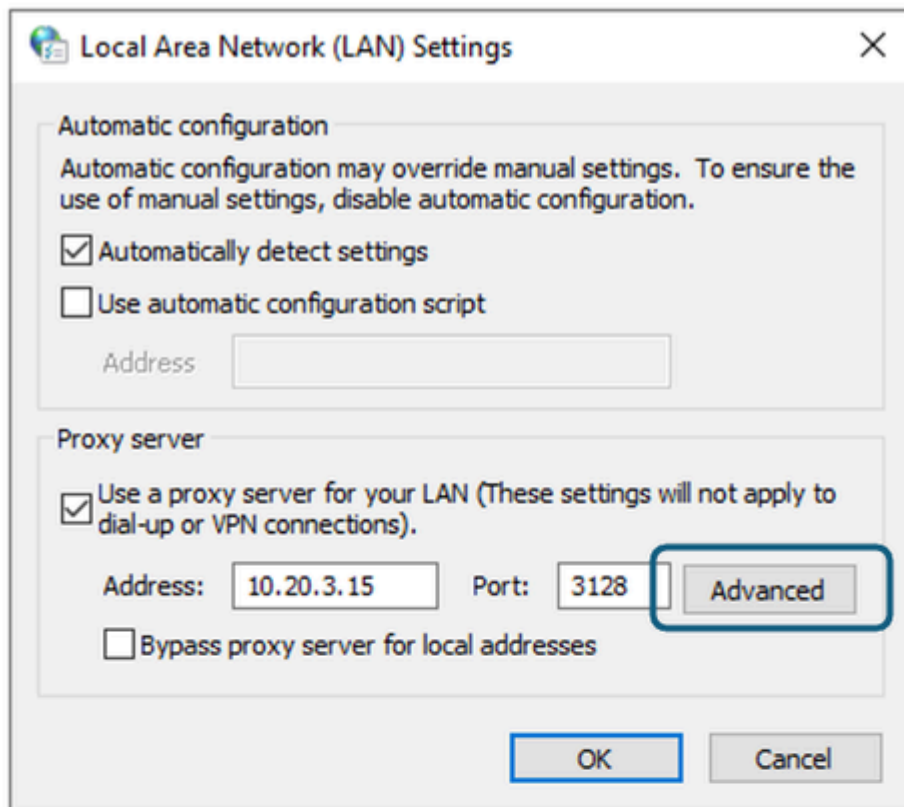 Local Area Network (LAN) Settings
Automatic configuration
Automatic configuration may override manual settings. To ensure the
use of manual settings, disable automatic configuration.
Automatically detect settings
Use automatic configuration script
Address
Proxy server
Use a proxy server for your LAN (These settings will not apply to
dial-up or VPN connections).
Address: 10.20.3.15 Port: 3128 Advanced
Bypass proxy server for local addresses
OK Cancel